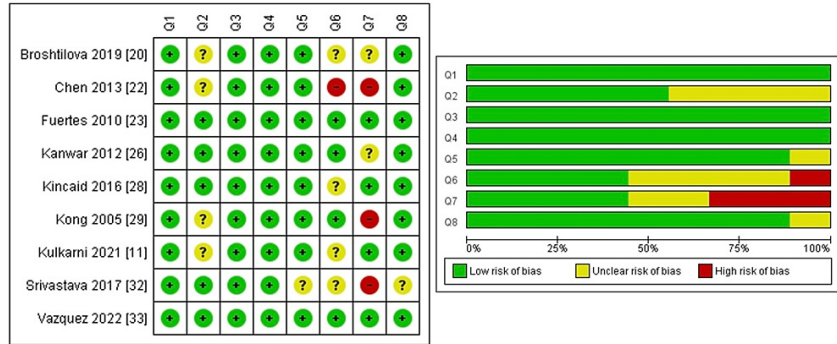 Q1 Q2 Q3 Q4 Q5 Q6 Q7 Q8
Broshtilova 2019 [20] + ? + + + ? ? +
Chen 2013 [22] + ? + + + - - +
Fuertes 2010 [23] + + + + + + + +
Kanwar 2012 [26] + + + + + + ? +
Kincaid 2016 [28] + + + + + ? + +
Kong 2005 [29] + ? + + + + - +
Kulkarni 2021 [11] + ? + + + ? + +
Srivastava 2017 [32] + + + + ? ? - ?
Vazquez 2022 [33] + + + + + + + +
Q1
Q2
Q3
Q4
Q5
Q6
Q7
Q8
0% 25% 50% 75% 100%
Low risk of bias Unclear risk of bias High risk of bias